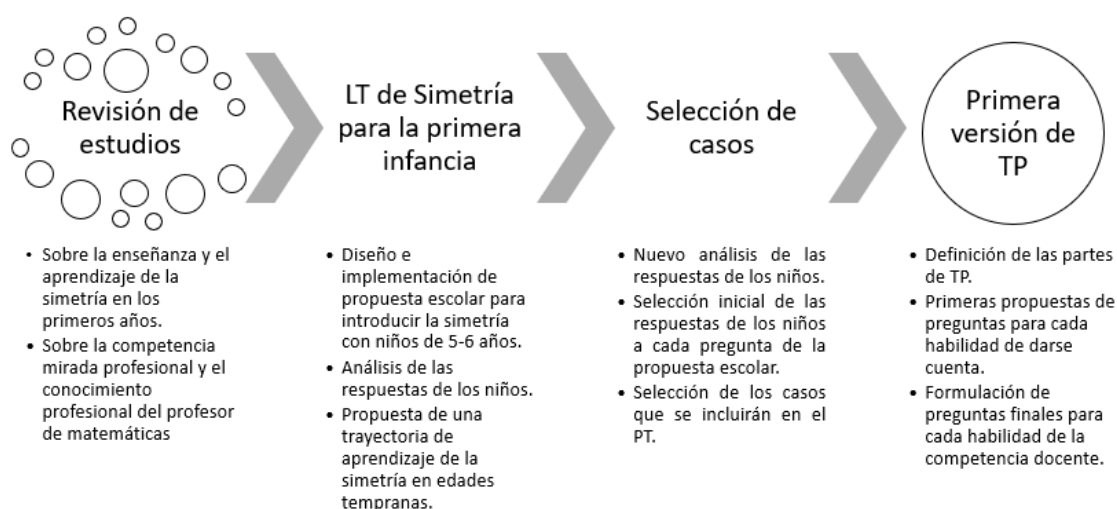 Revisión de
estudios
LT de Simetría
para la primera
infancia
Selección de
casos
Primera
versión de
TP
• Sobre la enseñanza y el
aprendizaje de la
simetría en los
primeros años.
• Sobre la competencia
mirada profesional y el
conocimiento
profesional del profesor
de matemáticas
• Diseño e
implementación de
propuesta escolar para
introducir la simetría
con niños de 5-6 años.
• Análisis de las
respuestas de los niños.
• Propuesta de una
trayectoria de
aprendizaje de la
simetría en edades
tempranas.
• Nuevo análisis de las
respuestas de los niños.
• Selección inicial de las
respuestas de los niños
a cada pregunta de la
propuesta escolar.
• Selección de los casos
que se incluirán en el
PT.
• Definición de las partes
de TP.
• Primeras propuestas de
preguntas para cada
habilidad de darse
cuenta.
• Formulación de
preguntas finales para
cada habilidad de la
competencia docente.